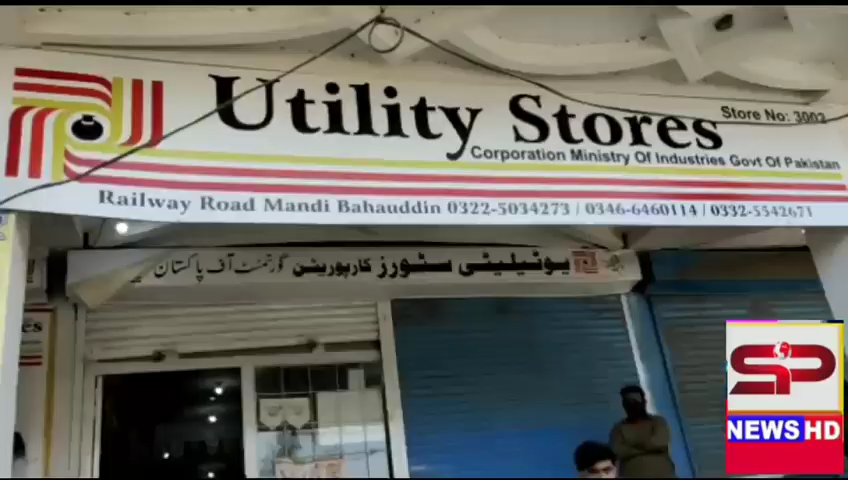 Utility Stores
Store No: 3002
Corporation Ministry Of Industries Govt Of Pakistan
Railway Road Mandi Bahauddin 0322-5034273 / 0346-6460114 / 0332-5542671
یوٹیلیٹی سٹورز کارپوریشن گورنمنٹ آف پاکستان
SP
NEWS HD